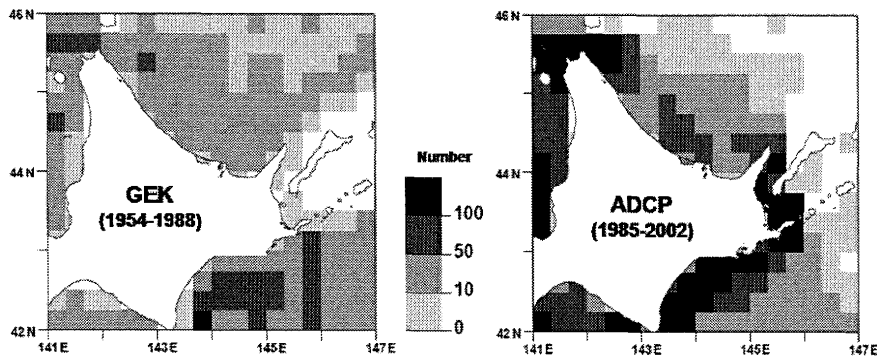 46N
44N
42N
141E 143E 145E 147E
GEK
(1954-1988)
Number
100
50
10
0
46N
44N
42N
141E 143E 145E 147E
ADCP
(1985-2002)